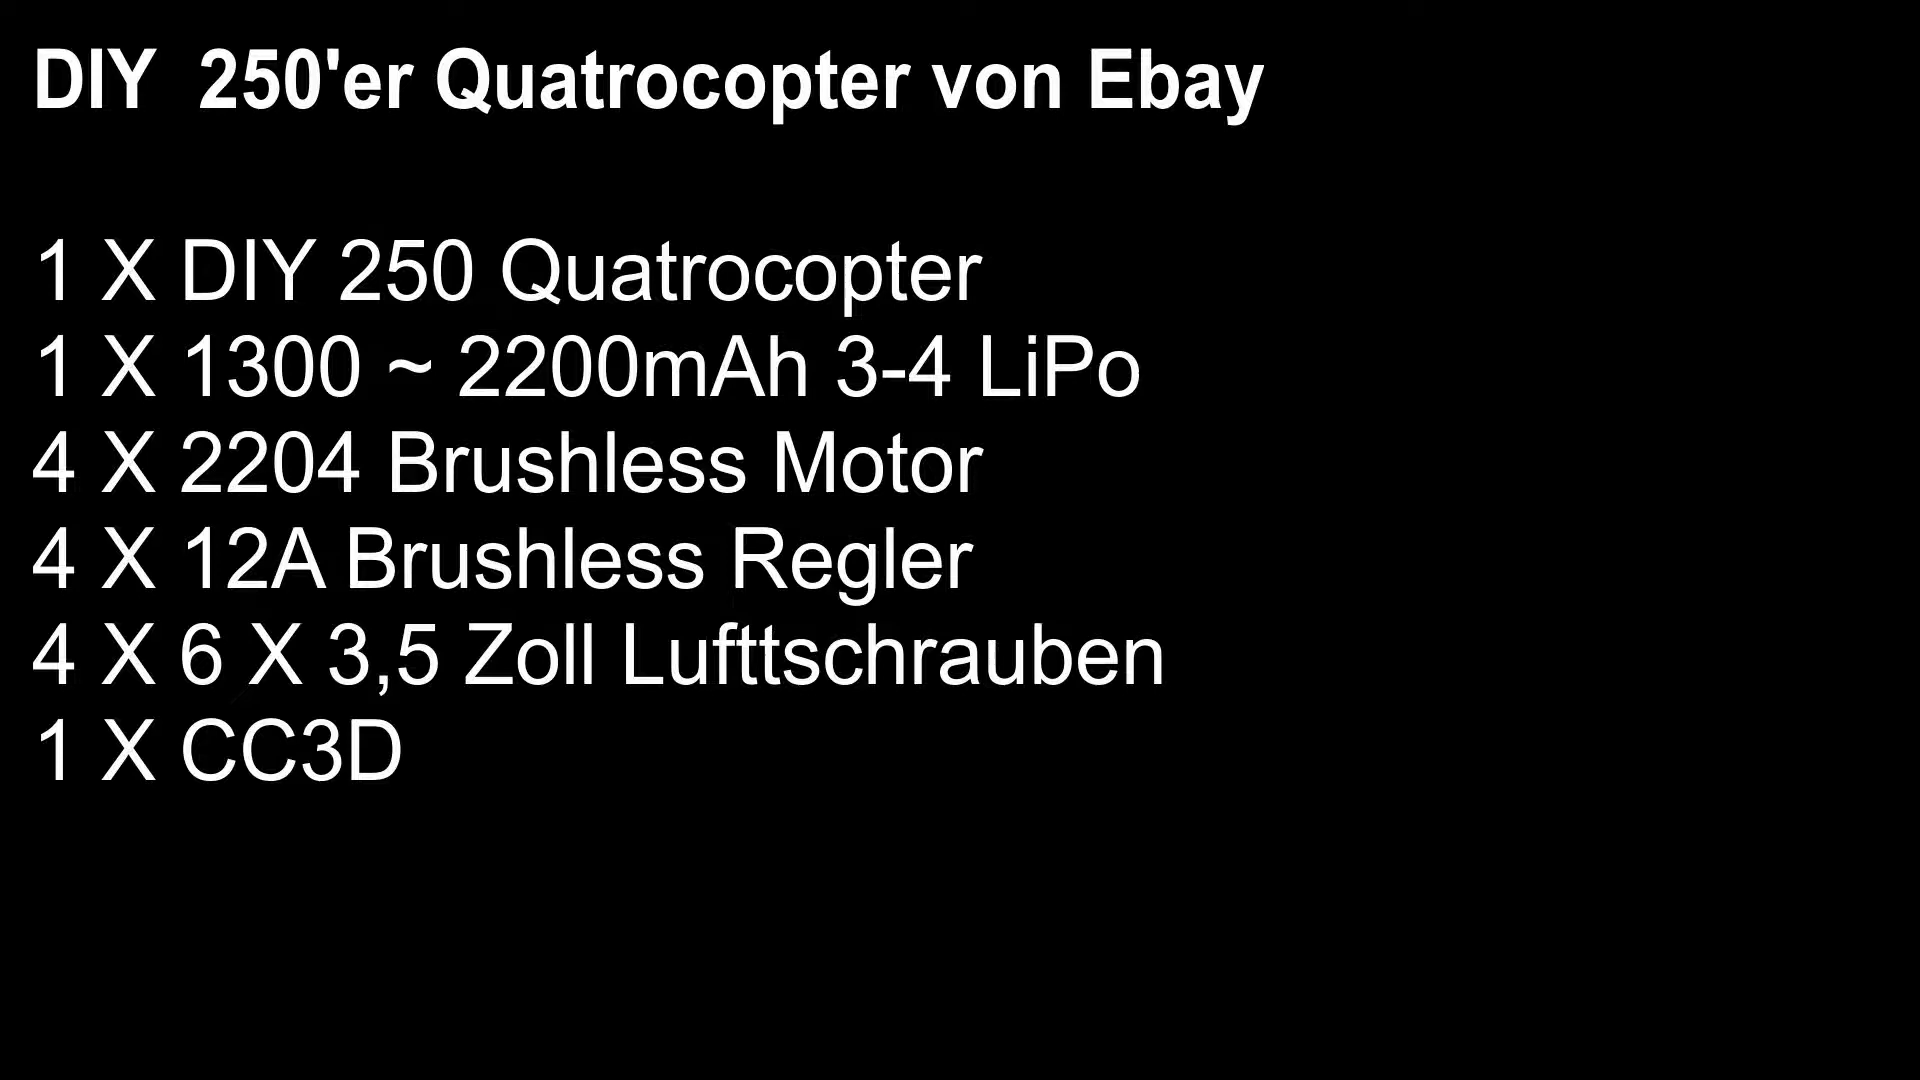 DIY  250'er Quatrocopter von Ebay
1 X DIY 250 Quatrocopter
1 X 1300 ~ 2200mAh 3-4 LiPo
4 X 2204 Brushless Motor
4 X 12A Brushless Regler
4 X 6 X 3,5 Zoll Lufttschrauben
1 X CC3D